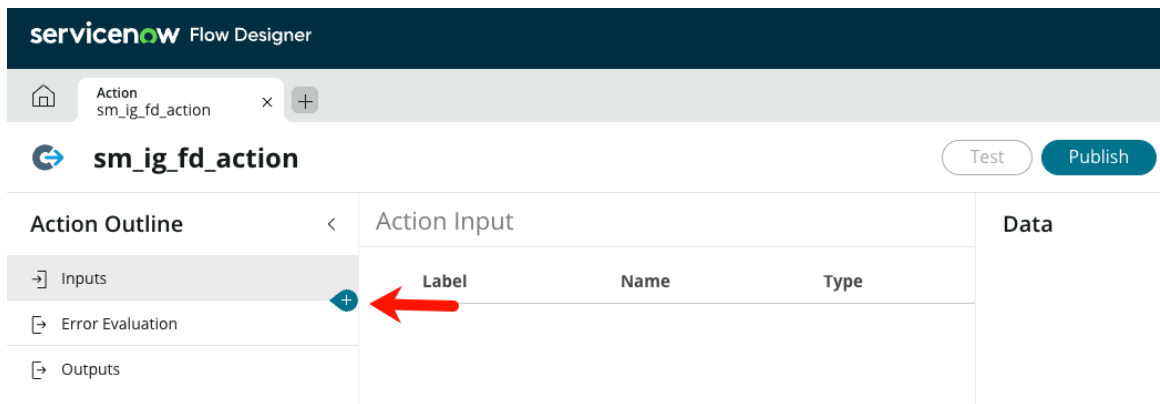 servicenow Flow Designer
Action
sm_ig_fd_action
sm_ig_fd_action
Test
Publish
Action Outline
Action Input
Data
Inputs
Label Name Type
Error Evaluation
Outputs